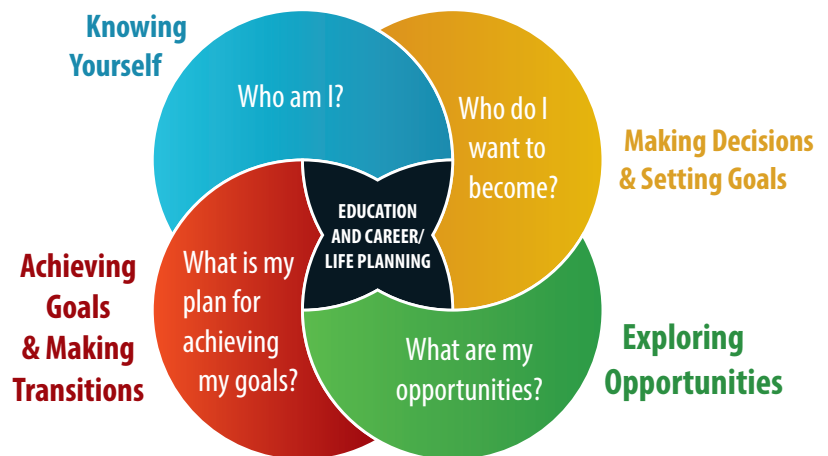 Knowing
Yourself
Who am I?
Who do I
want to
become?
Making Decisions
& Setting Goals
EDUCATION
AND CAREER/
LIFE PLANNING
Achieving
Goals
& Making
Transitions
What is my
plan for
achieving
my goals?
What are my
opportunities?
Exploring
Opportunities